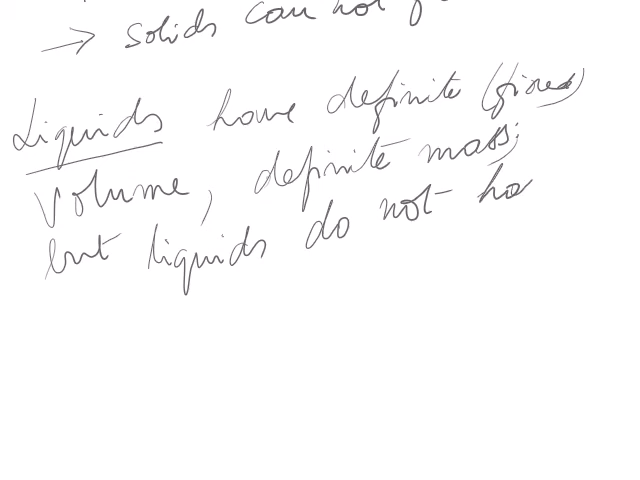 → solids can not
Liquids have definite (fixed)
volume, definite mass;
but liquids do not ha